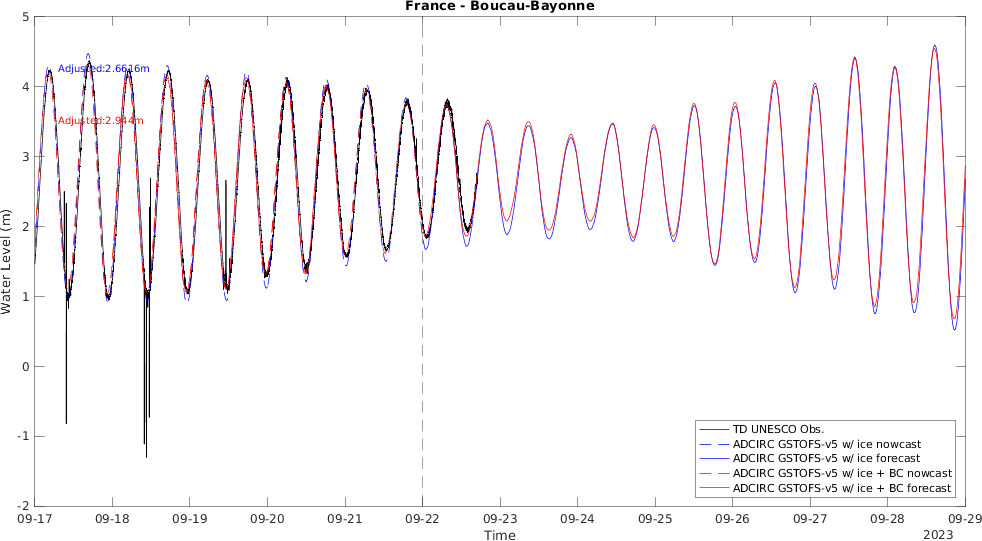 France - Boucau-Bayonne
5
4
3
2
1
0
-1
-2
Water Level (m)
Adjusted:2.6616m
Adjusted:2.944m
TD UNESCO Obs.
ADCIRC GSTOFS-v5 w/ ice nowcast
ADCIRC GSTOFS-v5 w/ ice forecast
ADCIRC GSTOFS-v5 w/ ice + BC nowcast
ADCIRC GSTOFS-v5 w/ ice + BC forecast
09-17 09-18 09-19 09-20 09-21 09-22 09-23 09-24 09-25 09-26 09-27 09-28 09-29
Time
2023